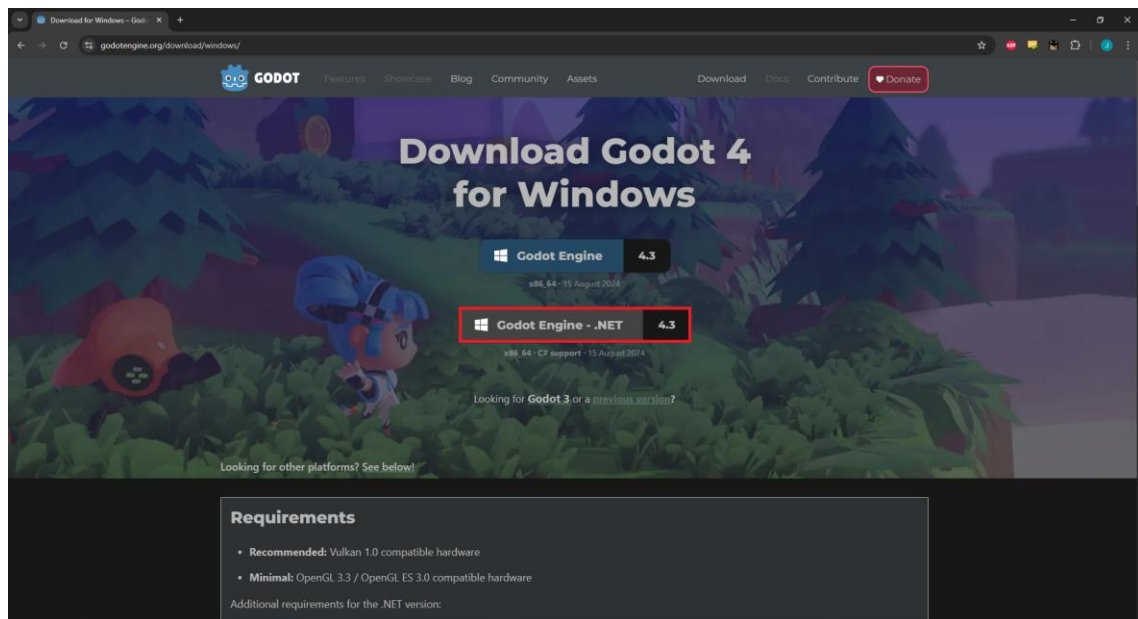 Download for Windows – Godo
godotengine.org/download/windows/
GODOT Features Showcase Blog Community Assets Download Docs Contribute Donate
Download Godot 4
for Windows
Godot Engine 4.3
x86_64 · 15 August 2024
Godot Engine - .NET 4.3
x86_64 · C# support · 15 August 2024
Looking for Godot 3 or a previous version?
Looking for other platforms? See below!
Requirements
• Recommended: Vulkan 1.0 compatible hardware
• Minimal: OpenGL 3.3 / OpenGL ES 3.0 compatible hardware
Additional requirements for the .NET version: